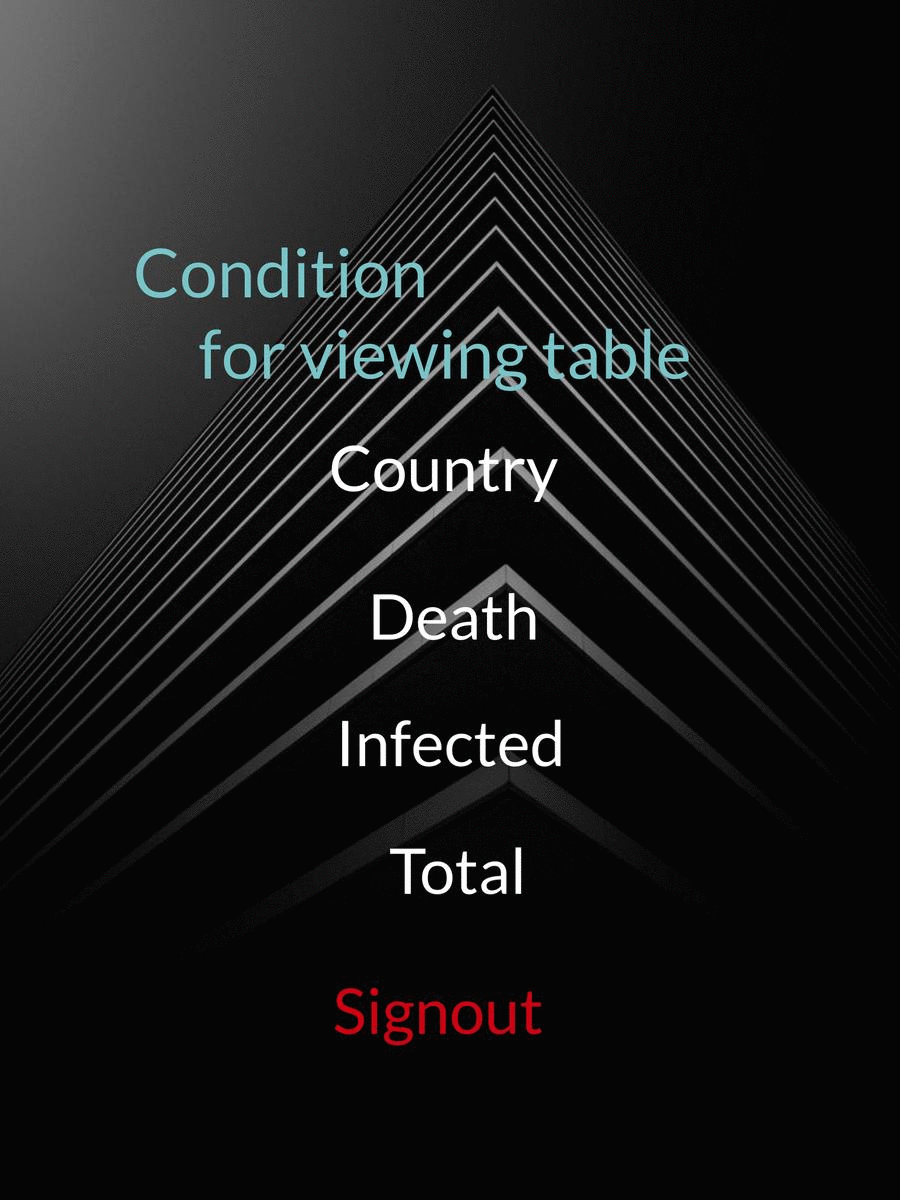 Condition
for viewing table
Country
Death
Infected
Total
Signout